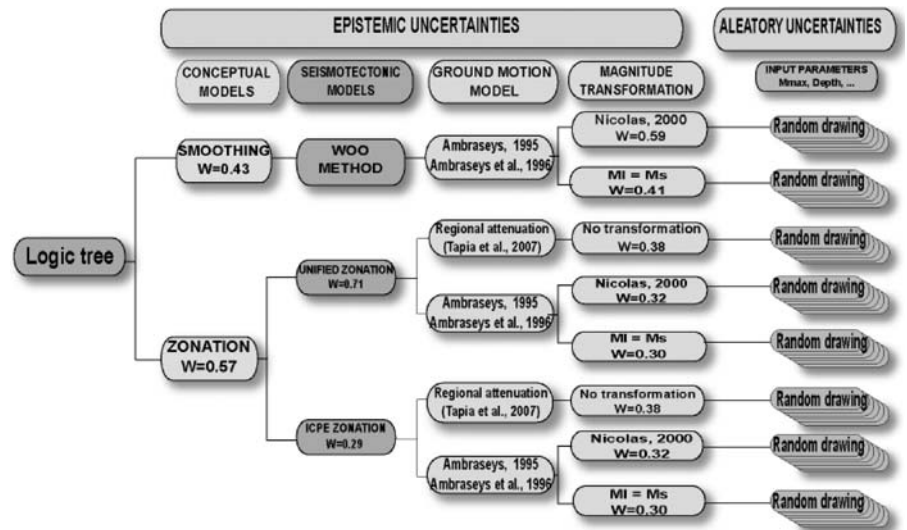 EPISTEMIC UNCERTAINTIES
ALEATORY UNCERTAINTIES
CONCEPTUAL
MODELS
SEISMOTECTONIC
MODELS
GROUND MOTION
MODEL
MAGNITUDE
TRANSFORMATION
INPUT PARAMETERS
Mmax, Depth, ...
Logic tree
SMOOTHING
W=0.43
WOO
METHOD
Ambraseys, 1995
Ambraseys et al., 1996
Nicolas, 2000
W=0.59
Random drawing
Ml = Ms
W=0.41
Random drawing
ZONATION
W=0.57
UNIFIED ZONATION
W=0.71
Regional attenuation
(Tapia et al., 2007)
No transformation
W=0.38
Random drawing
Ambraseys, 1995
Ambraseys et al., 1996
Nicolas, 2000
W=0.32
Random drawing
Ml = Ms
W=0.30
Random drawing
ICPE ZONATION
W=0.29
Regional attenuation
(Tapia et al., 2007)
No transformation
W=0.38
Random drawing
Ambraseys, 1995
Ambraseys et al., 1996
Nicolas, 2000
W=0.32
Random drawing
Ml = Ms
W=0.30
Random drawing